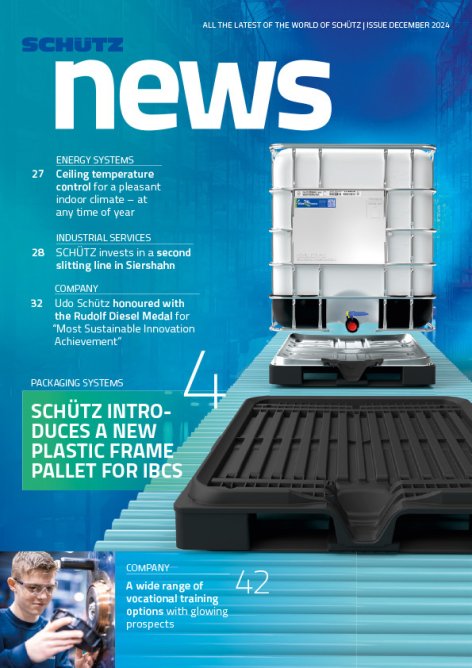 ALL THE LATEST OF THE WORLD OF SCHÜTZ | ISSUE DECEMBER 2024
SCHÜTZ
news
ENERGY SYSTEMS
27 Ceiling temperature
control for a pleasant
indoor climate – at
any time of year
INDUSTRIAL SERVICES
28 SCHÜTZ invests in a second
slitting line in Siershahn
COMPANY
32 Udo Schütz honoured with
the Rudolf Diesel Medal for
“Most Sustainable Innovation
Achievement”
PACKAGING SYSTEMS
4
SCHÜTZ INTRO-
DUCES A NEW
PLASTIC FRAME
PALLET FOR IBCS
COMPANY
42
A wide range of
vocational training
options with glowing
prospects